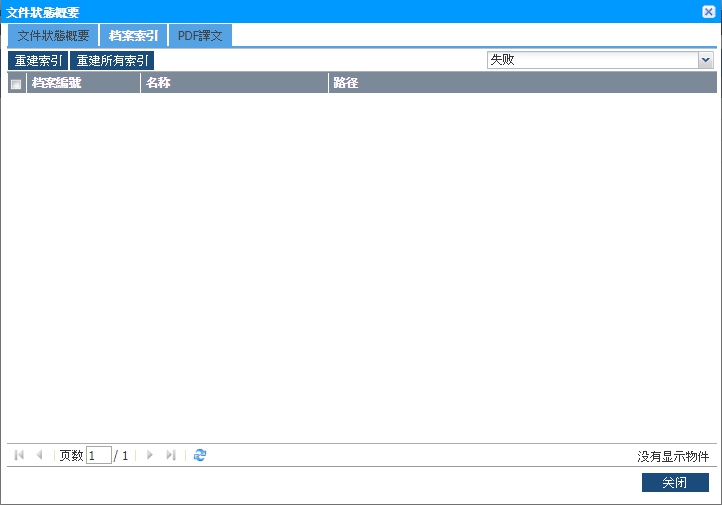 文件狀態概要
文件狀態概要 档案索引 PDF譯文
重建索引 重建所有索引 失败
档案編號 名称 路径
页数 1 / 1 没有显示物件
关闭